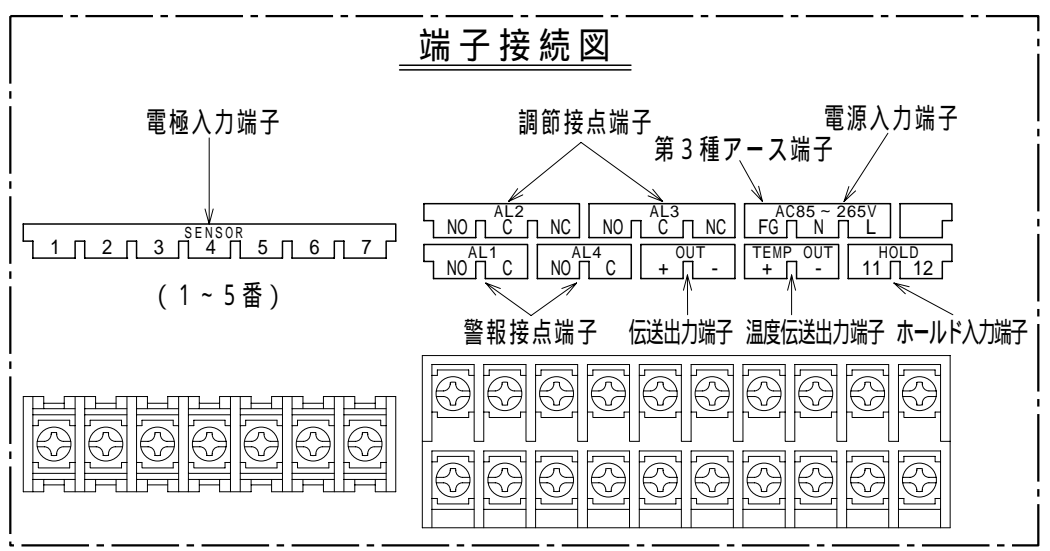 端子接続図
電極入力端子
調節接点端子
電源入力端子
第3種アース端子
SENSOR
1 2 3 4 5 6 7
(1~5番)
AL2
NO C NC
AL3
NO C NC
AC85~265V
FG N L
AL1
NO C
AL4
NO C
OUT
+ -
TEMP OUT
+ -
HOLD
11 12
警報接点端子
伝送出力端子
温度伝送出力端子
ホールド入力端子